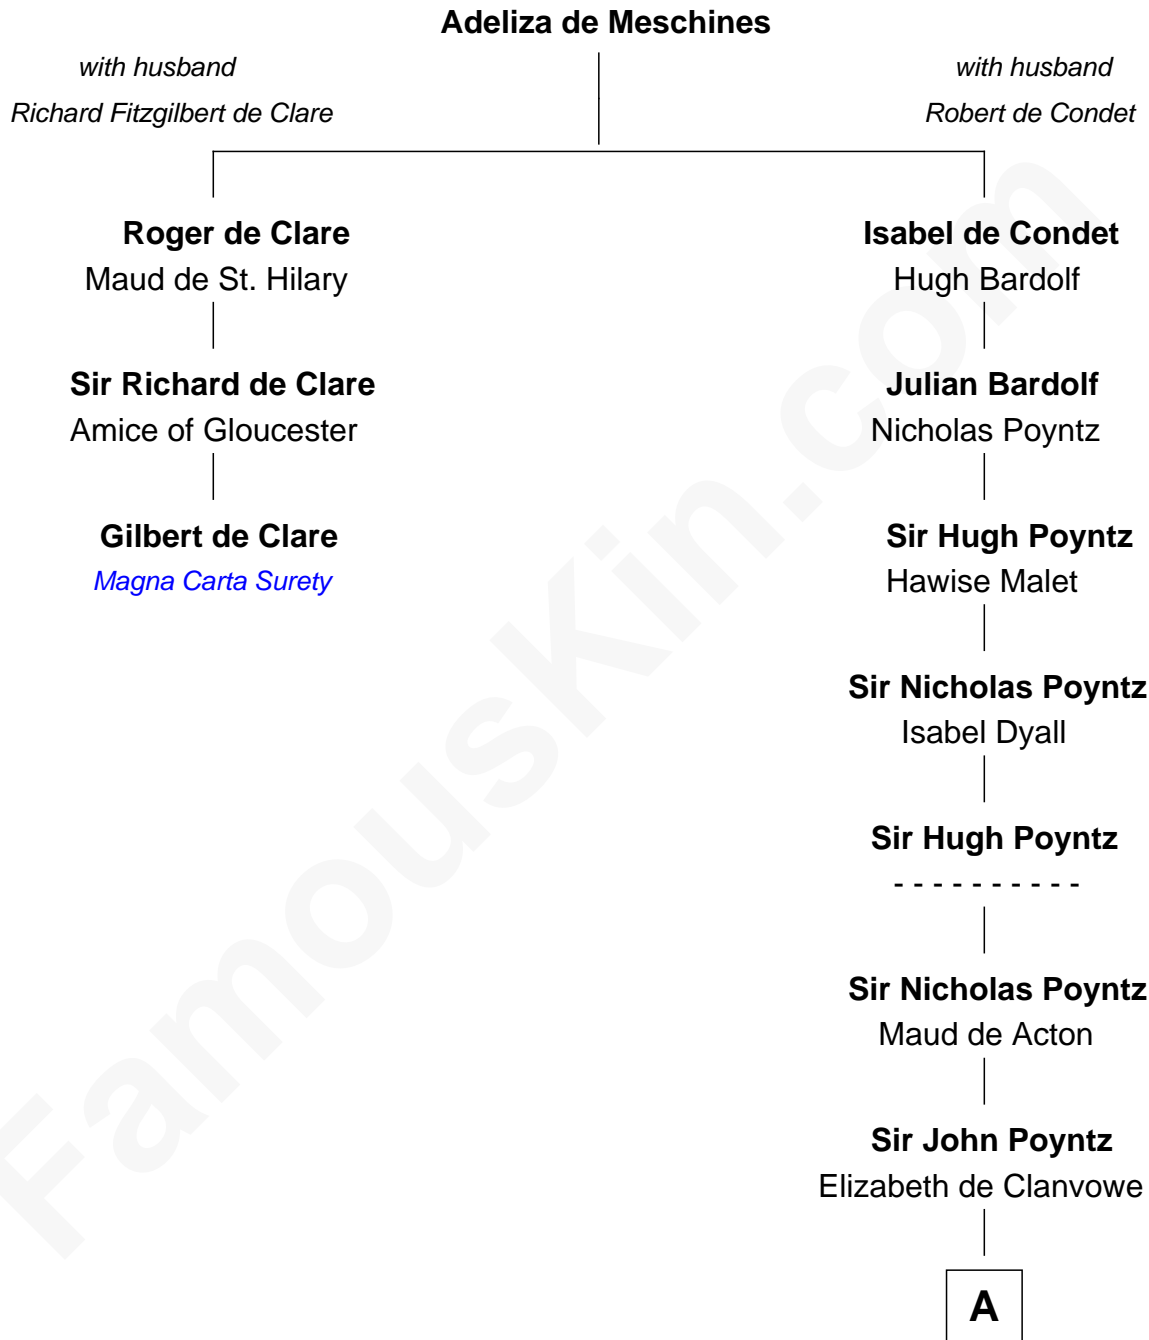 Adeliza de Meschines
with husband
Richard Fitzgilbert de Clare
with husband
Robert de Condet
Roger de Clare
Maud de St. Hilary
Isabel de Condet
Hugh Bardolf
Sir Richard de Clare
Amice of Gloucester
Julian Bardolf
Nicholas Poyntz
Gilbert de Clare
Magna Carta Surety
Sir Hugh Poyntz
Hawise Malet
Sir Nicholas Poyntz
Isabel Dyall
Sir Hugh Poyntz
- - - - - - - - - -
Sir Nicholas Poyntz
Maud de Acton
Sir John Poyntz
Elizabeth de Clanvowe
A
FamousKin.com